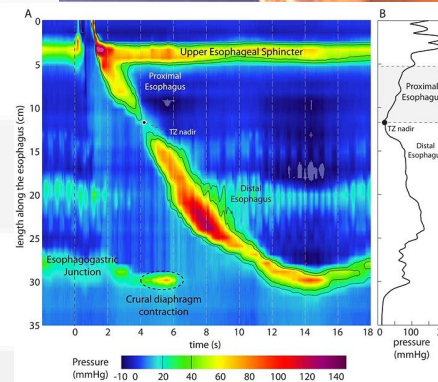 A
B
0
5
10
15
20
25
30
35
length along the esophagus (cm)
Upper Esophageal Sphincter
Proximal
Esophagus
TZ nadir
Distal
Esophagus
Esophagogastric
Junction
Crural diaphragm
contraction
0 2 4 6 8 10 12 14 16 18
time (s)
Pressure
(mmHg)
-10 0 20 40 60 80 100 120 140
Proximal
TZ nadir
Distal
0 100
pressure
(mmHg)